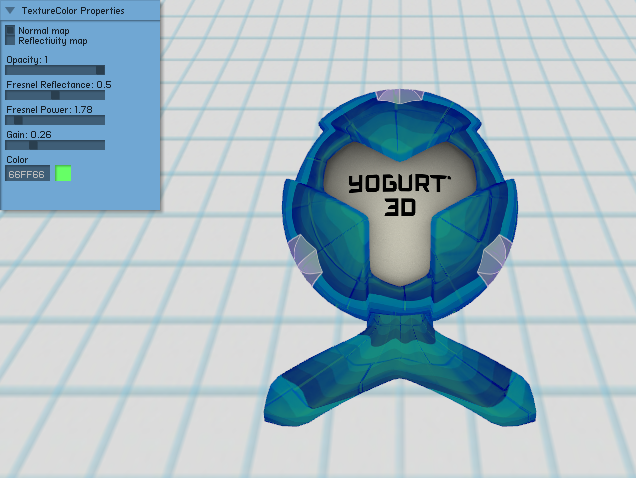 TextureColor Properties
Normal map
Reflectivity map
Opacity: 1
Fresnel Reflectance: 0.5
Fresnel Power: 1.78
Gain: 0.26
Color
66FF66
YOGURT
3D